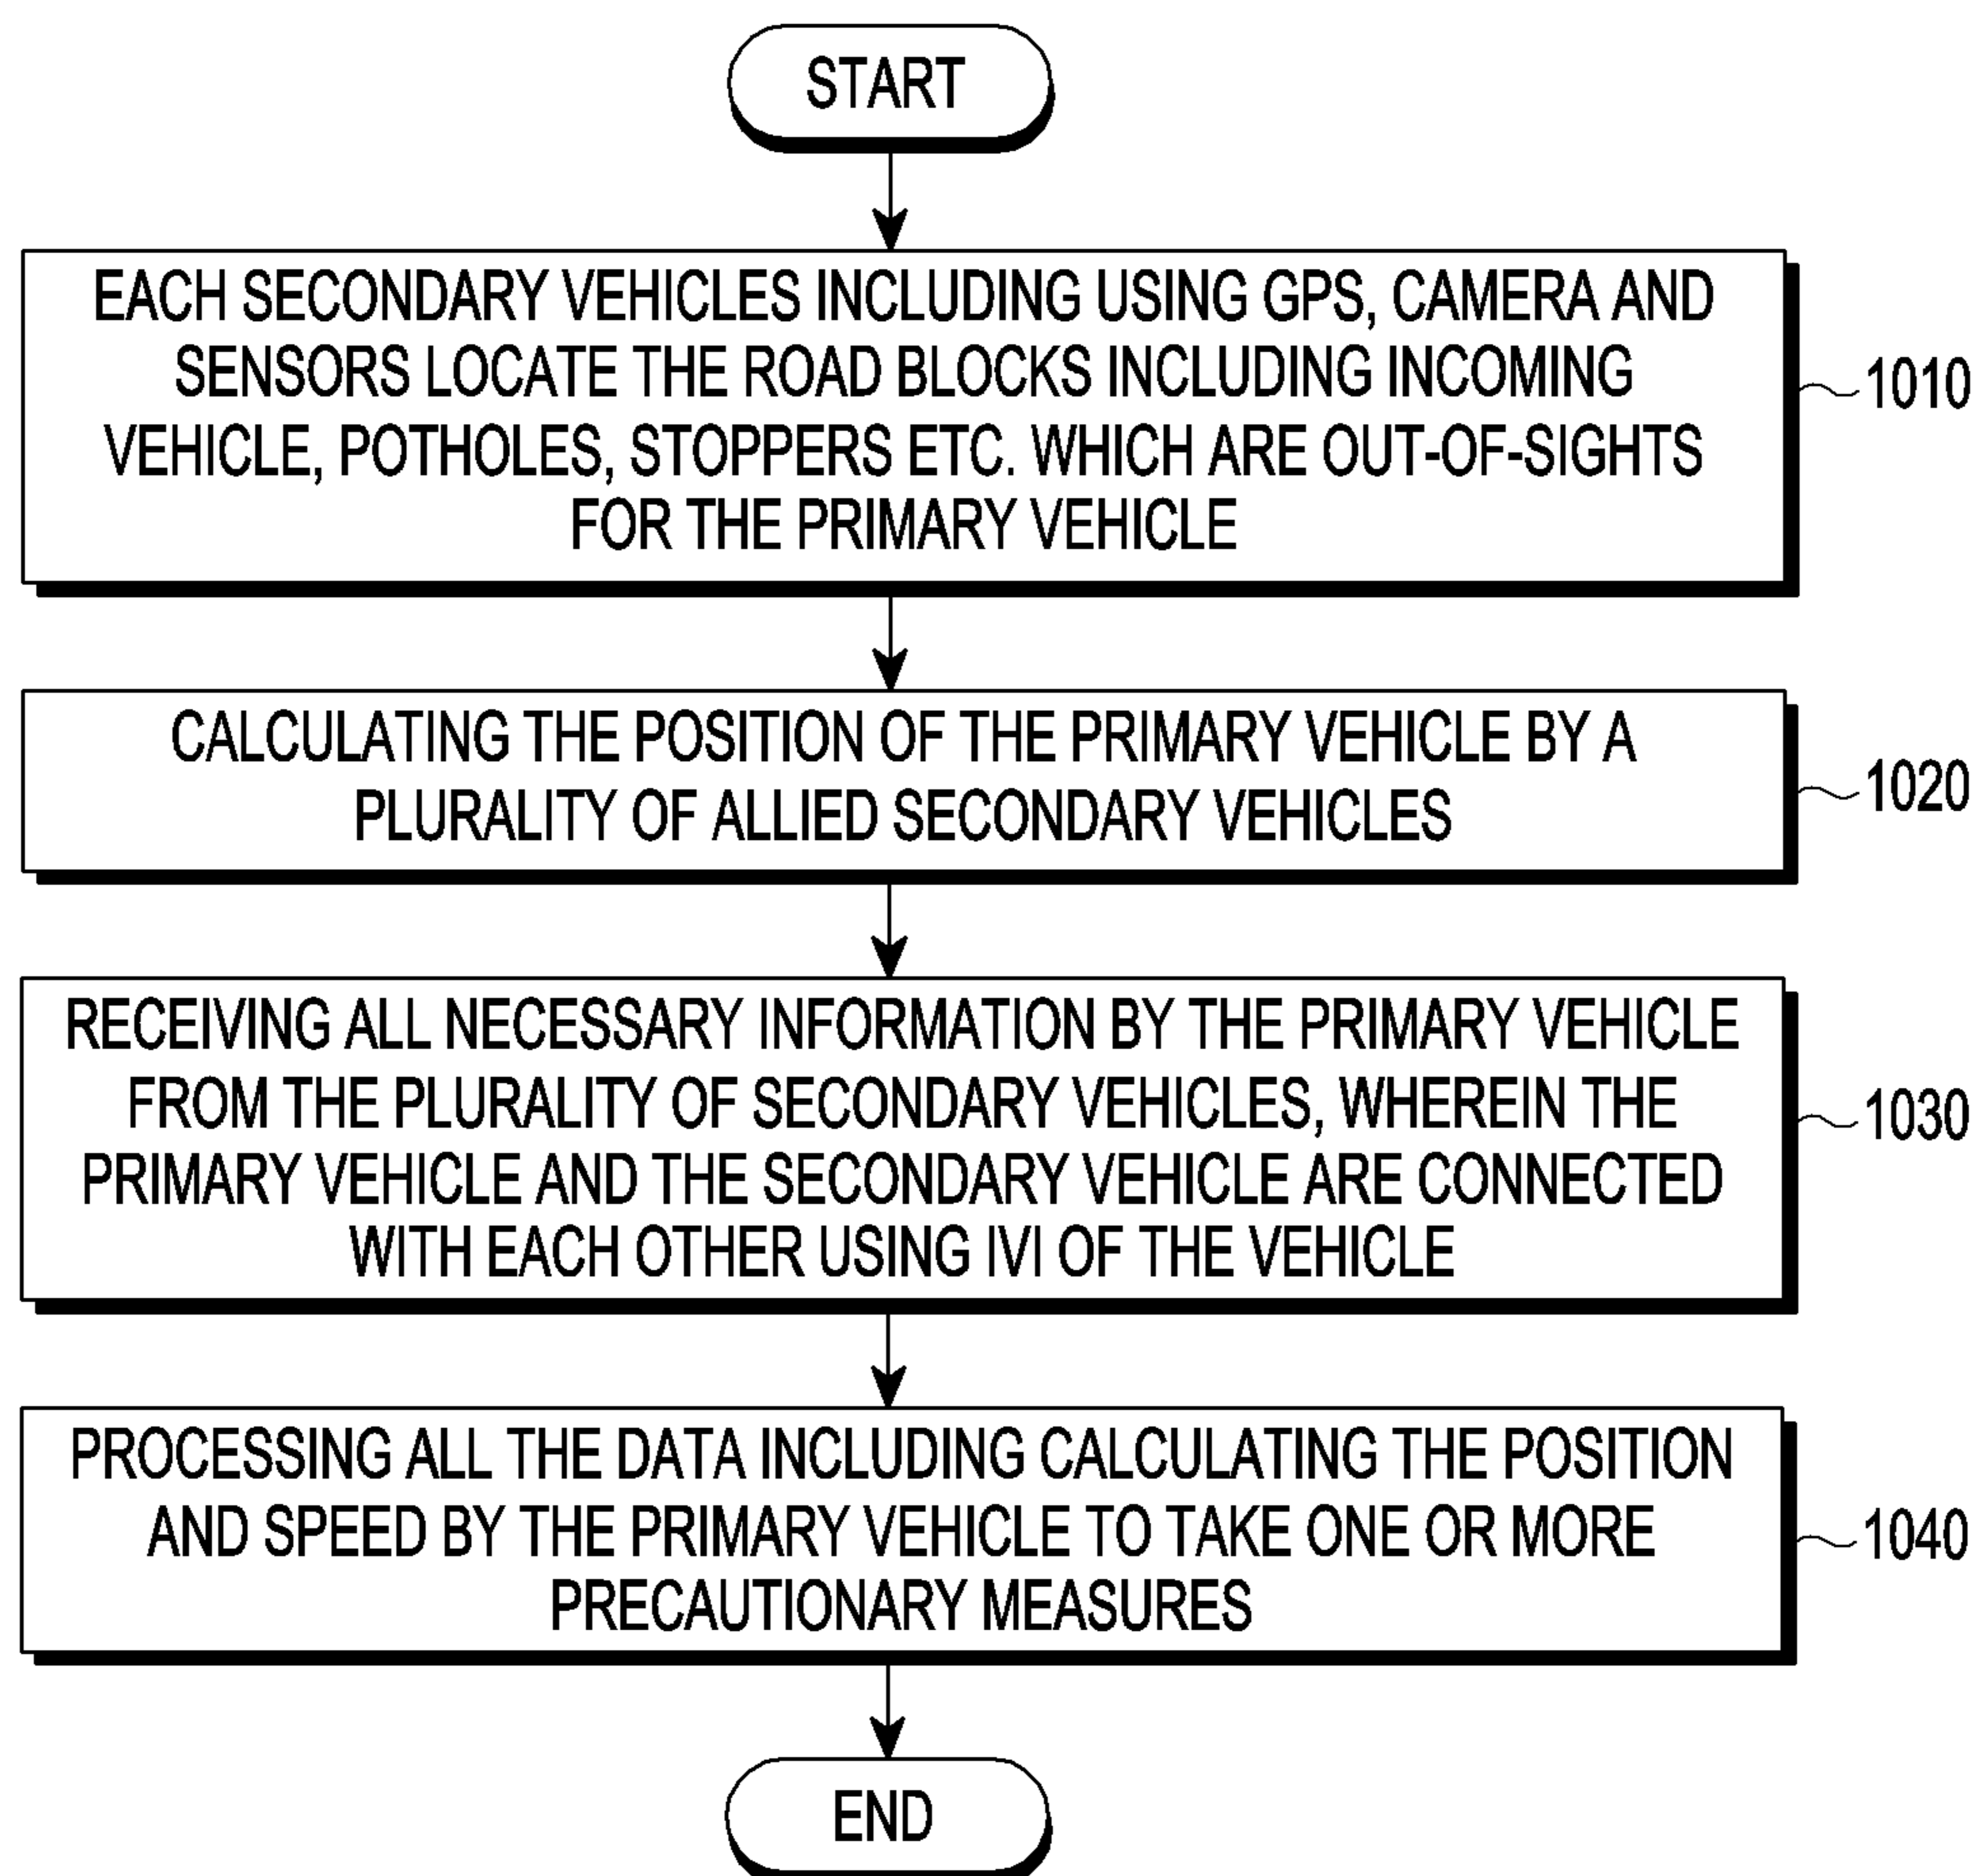 START
EACH SECONDARY VEHICLES INCLUDING USING GPS, CAMERA AND
SENSORS LOCATE THE ROAD BLOCKS INCLUDING INCOMING
VEHICLE, POTHOLES, STOPPERS ETC. WHICH ARE OUT-OF-SIGHTS
FOR THE PRIMARY VEHICLE
1010
CALCULATING THE POSITION OF THE PRIMARY VEHICLE BY A
PLURALITY OF ALLIED SECONDARY VEHICLES
1020
RECEIVING ALL NECESSARY INFORMATION BY THE PRIMARY VEHICLE
FROM THE PLURALITY OF SECONDARY VEHICLES, WHEREIN THE
PRIMARY VEHICLE AND THE SECONDARY VEHICLE ARE CONNECTED
WITH EACH OTHER USING IVI OF THE VEHICLE
1030
PROCESSING ALL THE DATA INCLUDING CALCULATING THE POSITION
AND SPEED BY THE PRIMARY VEHICLE TO TAKE ONE OR MORE
PRECAUTIONARY MEASURES
1040
END